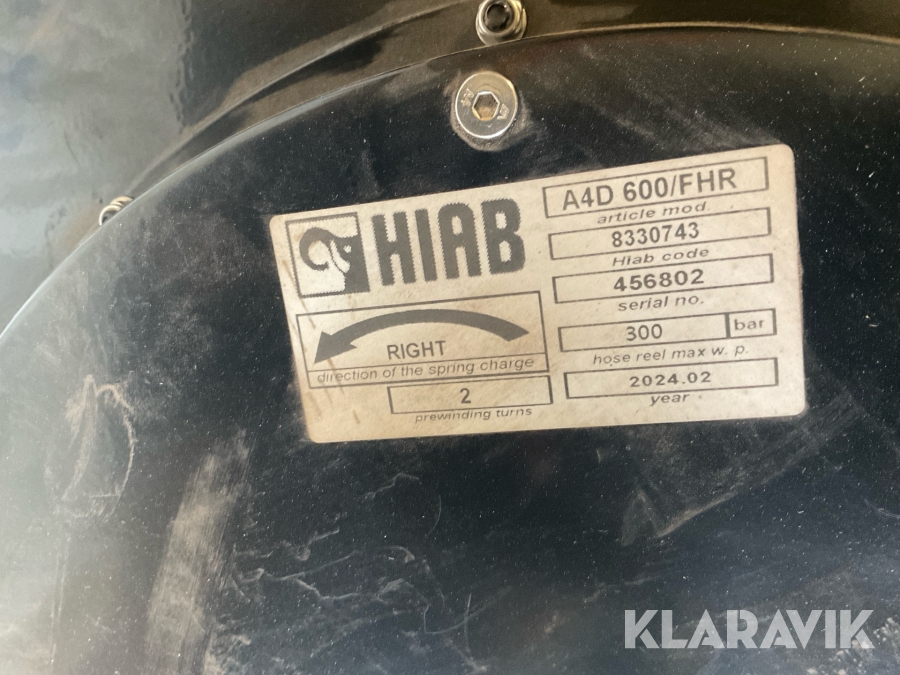 HIAB
RIGHT
direction of the spring charge
2
prewinding turns
A4D 600/FHR
article mod.
8330743
Hiab code
456802
serial no.
300 bar
hose reel max w. p.
2024.02
year
KLARAVIK